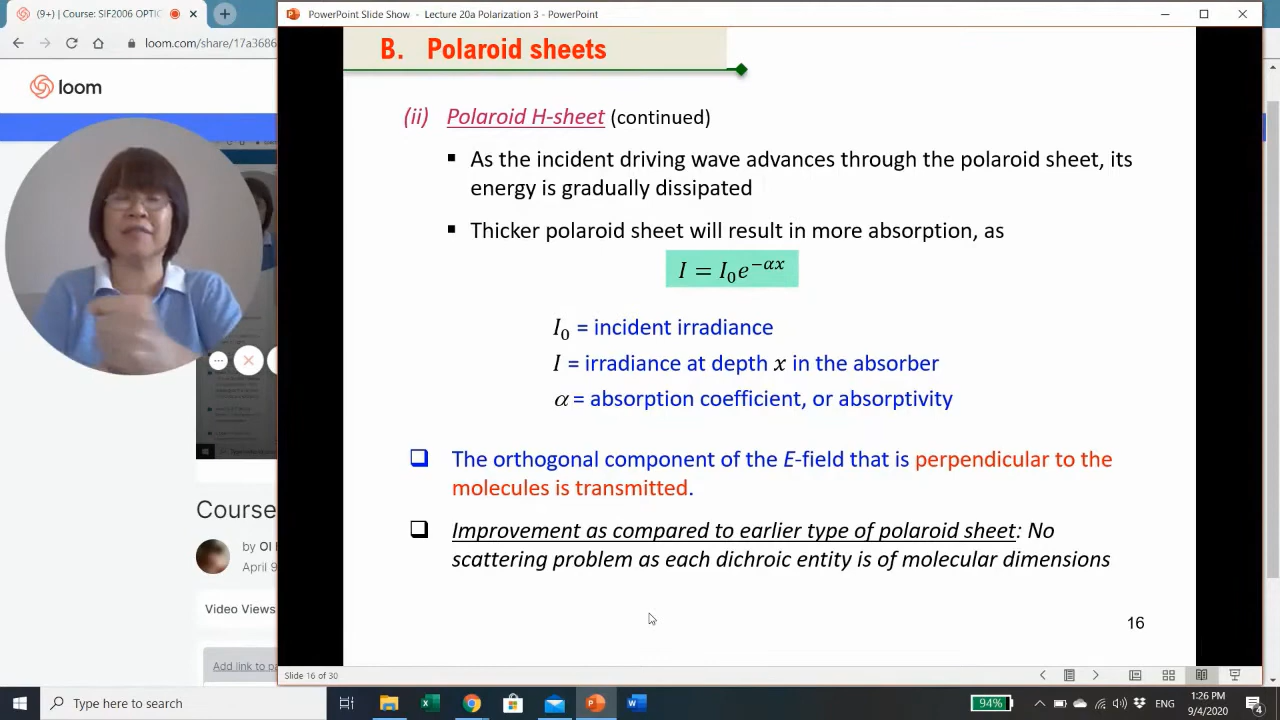 (9+) Course: SIF2006 OPTIC
loom.com/share/17a3686
loom
Course
by OI
April 9
Video Views
Add link to p
PowerPoint Slide Show - Lecture 20a Polarization 3 - PowerPoint
B. Polaroid sheets
(ii) Polaroid H-sheet (continued)
▪ As the incident driving wave advances through the polaroid sheet, its
energy is gradually dissipated
▪ Thicker polaroid sheet will result in more absorption, as
I = I₀e^{−αx}
I₀ = incident irradiance
I = irradiance at depth x in the absorber
α = absorption coefficient, or absorptivity
❑ The orthogonal component of the E-field that is perpendicular to the
molecules is transmitted.
❑ Improvement as compared to earlier type of polaroid sheet: No
scattering problem as each dichroic entity is of molecular dimensions
16
Slide 16 of 30
Type here to search
94%
ENG
1:26 PM
9/4/2020
4